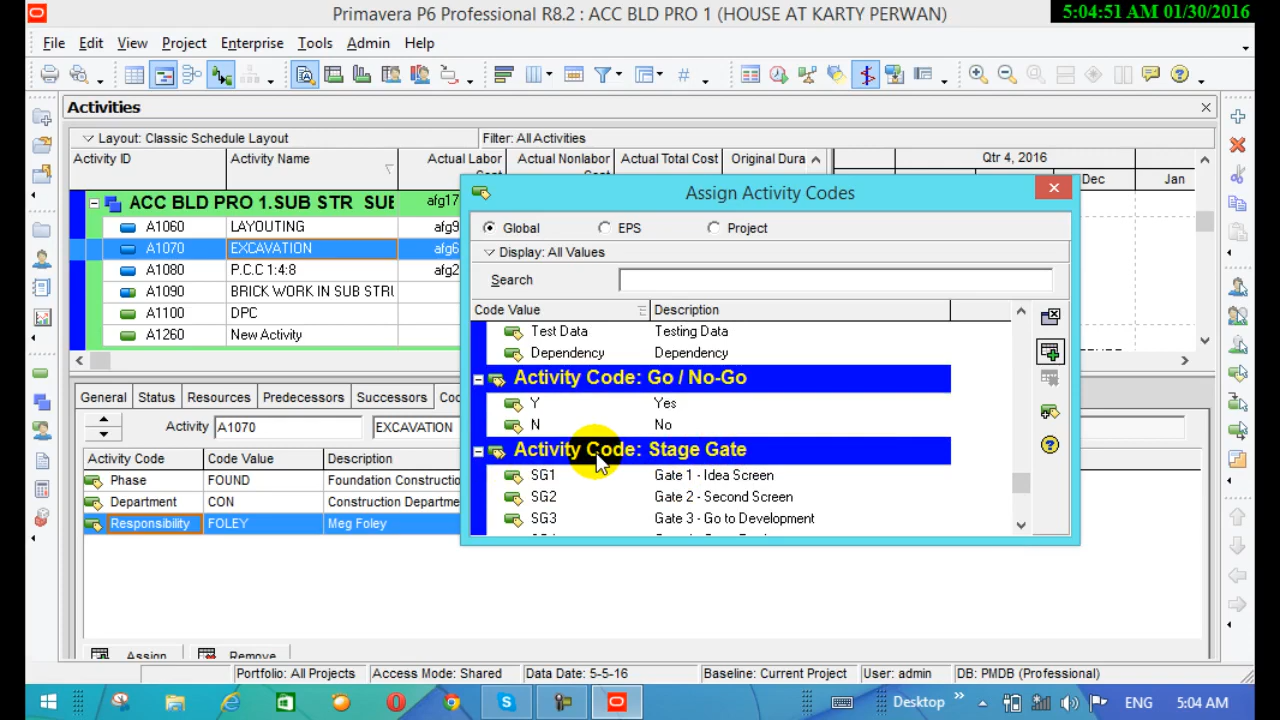 Primavera P6 Professional R8.2 : ACC BLD PRO 1 (HOUSE AT KARTY PERWAN)
5:04:51 AM 01/30/2016
File Edit View Project Enterprise Tools Admin Help
Activities
Layout: Classic Schedule Layout
Filter: All Activities
Activity ID Activity Name Actual Labor Actual Nonlabor Actual Total Cost Original Dura
Qtr 4, 2016
Dec Jan
ACC BLD PRO 1.SUB STR SUE afg17
A1060 LAYOUTING afg9
A1070 EXCAVATION afg6
A1080 P.C.C 1:4:8 afg2
A1090 BRICK WORK IN SUB STRU
A1100 DPC
A1260 New Activity
Assign Activity Codes
Global EPS Project
Display: All Values
Search
Code Value Description
Test Data Testing Data
Dependency Dependency
Activity Code: Go / No-Go
Y Yes
N No
Activity Code: Stage Gate
SG1 Gate 1 - Idea Screen
SG2 Gate 2 - Second Screen
SG3 Gate 3 - Go to Development
General Status Resources Predecessors Successors Coc
Activity A1070 EXCAVATION
Activity Code Code Value Description
Phase FOUND Foundation Constructio
Department CON Construction Departme
Responsibility FOLEY Meg Foley
Assign Remove
Portfolio: All Projects Access Mode: Shared Data Date: 5-5-16 Baseline: Current Project User: admin DB: PMDB (Professional)
Desktop ENG 5:04 AM